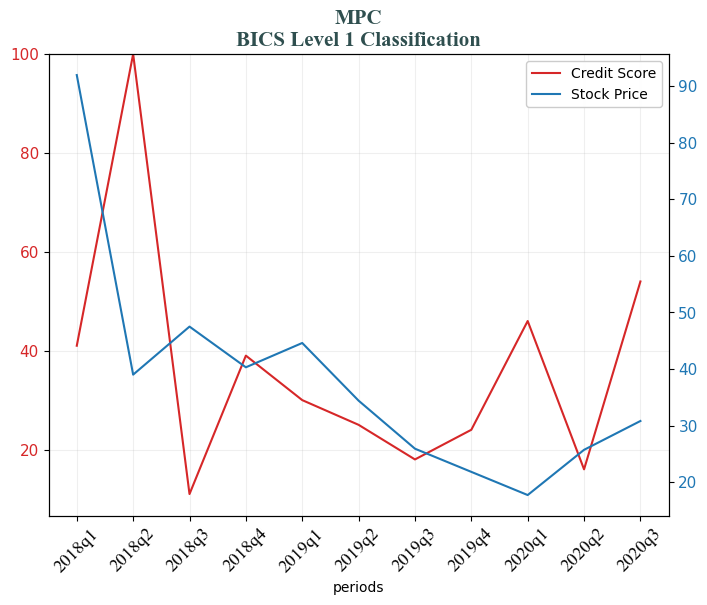 MPC
BICS Level 1 Classification
Credit Score
Stock Price
100
80
60
40
20
90
80
70
60
50
40
30
20
2018q1
2018q2
2018q3
2018q4
2019q1
2019q2
2019q3
2019q4
2020q1
2020q2
2020q3
periods